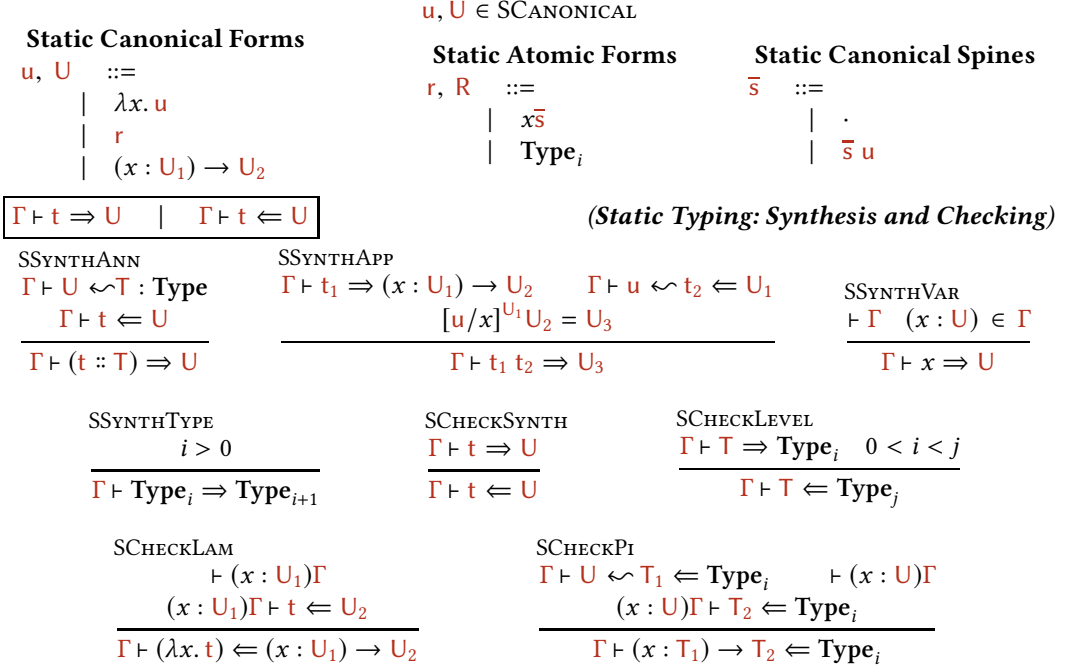 u, U ∈ SCanonical
Static Canonical Forms
u, U ::=
| λx. u
| r
| (x : U₁) → U₂
Static Atomic Forms
r, R ::=
| xs̅
| Typeᵢ
Static Canonical Spines
s̅ ::=
| ·
| s̅ u
Γ ⊢ t ⇒ U | Γ ⊢ t ⇐ U
(Static Typing: Synthesis and Checking)
SSynthAnn
Γ ⊢ U ↜ T : Type
Γ ⊢ t ⇐ U
Γ ⊢ (t :: T) ⇒ U
SSynthApp
Γ ⊢ t₁ ⇒ (x : U₁) → U₂ Γ ⊢ u ↜ t₂ ⇐ U₁
[u/x]^U₁ U₂ = U₃
Γ ⊢ t₁ t₂ ⇒ U₃
SSynthVar
⊢ Γ (x : U) ∈ Γ
Γ ⊢ x ⇒ U
SSynthType
i > 0
Γ ⊢ Typeᵢ ⇒ Typeᵢ₊₁
SCheckSynth
Γ ⊢ t ⇒ U
Γ ⊢ t ⇐ U
SCheckLevel
Γ ⊢ T ⇒ Typeᵢ 0 < i < j
Γ ⊢ T ⇐ Typeⱼ
SCheckLam
⊢ (x : U₁)Γ
(x : U₁)Γ ⊢ t ⇐ U₂
Γ ⊢ (λx. t) ⇐ (x : U₁) → U₂
SCheckPi
Γ ⊢ U ↜ T₁ ⇐ Typeᵢ ⊢ (x : U)Γ
(x : U)Γ ⊢ T₂ ⇐ Typeᵢ
Γ ⊢ (x : T₁) → T₂ ⇐ Typeᵢ